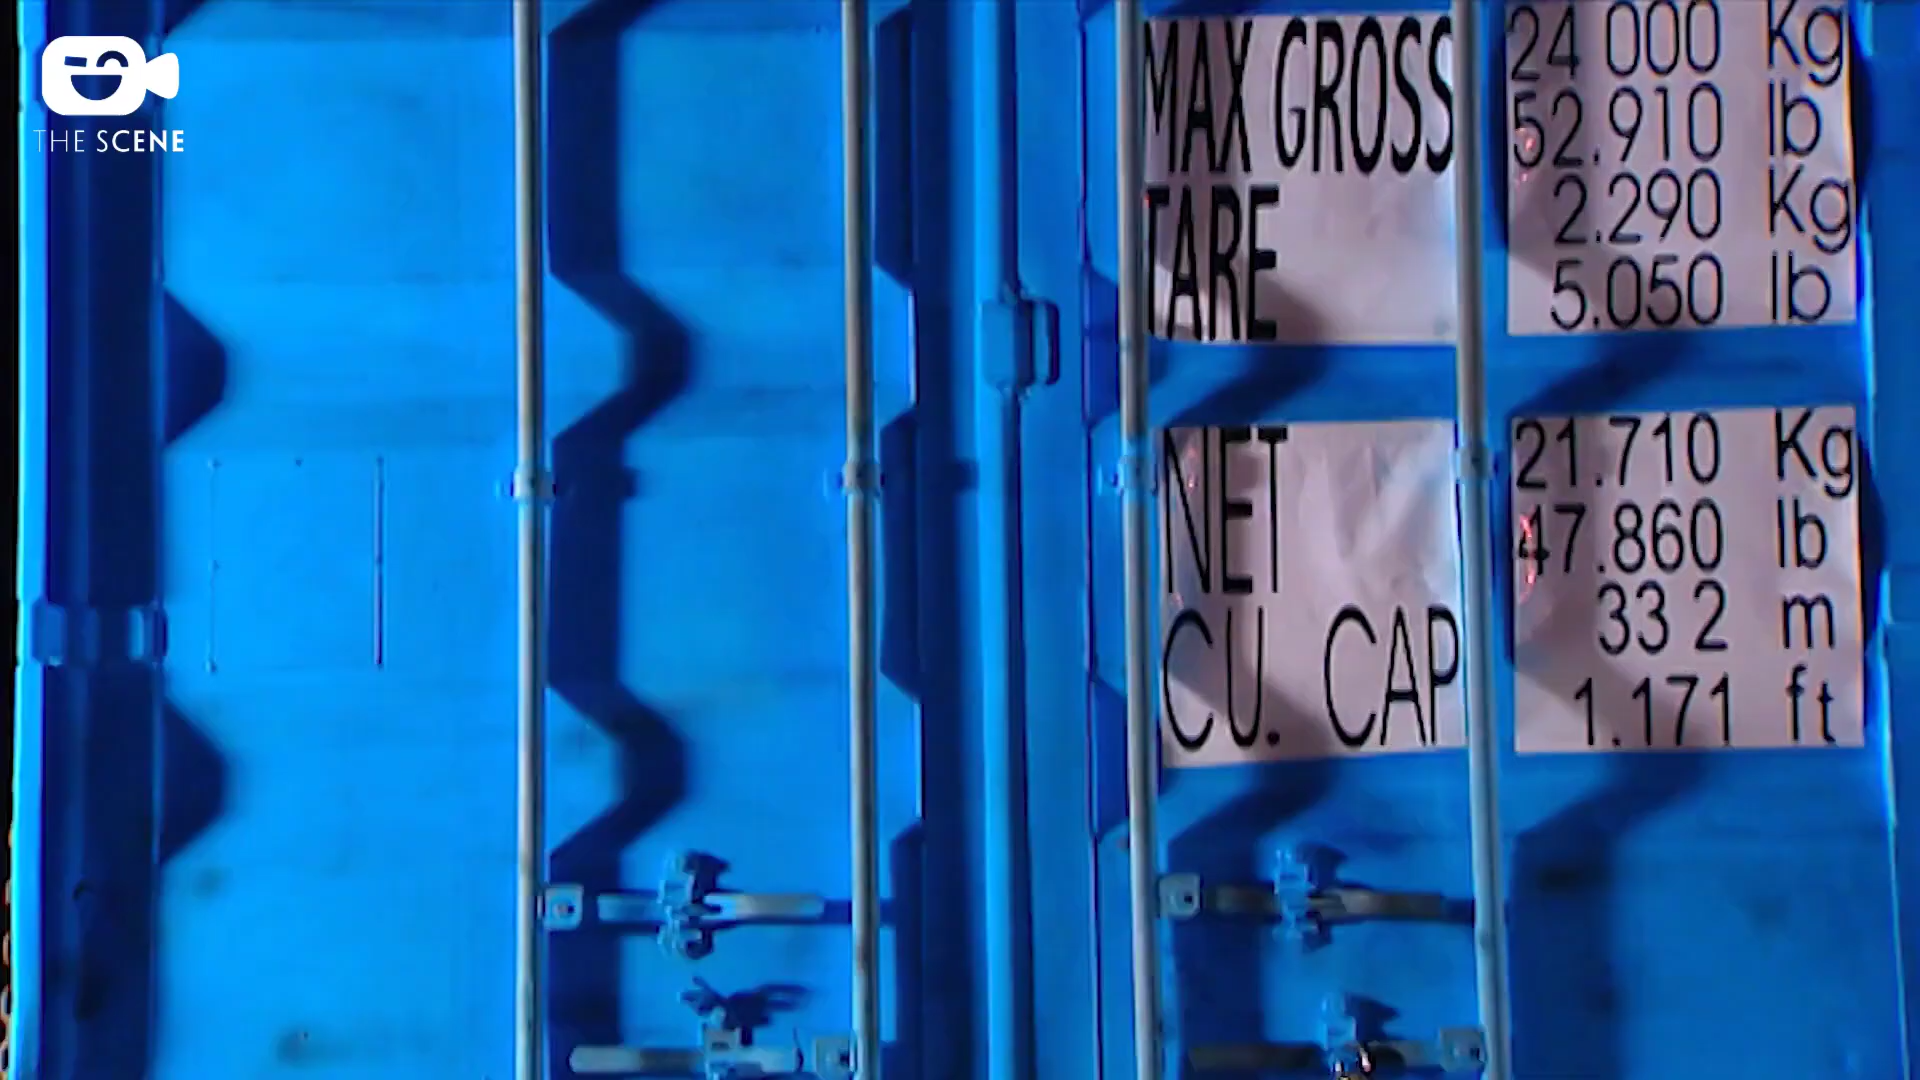 THE SCENE
MAX GROSS 24 000 Kg
52.910 lb
TARE 2.290 Kg
5.050 lb
NET 21.710 Kg
47.860 lb
CU. CAP 33 2 m
1.171 ft